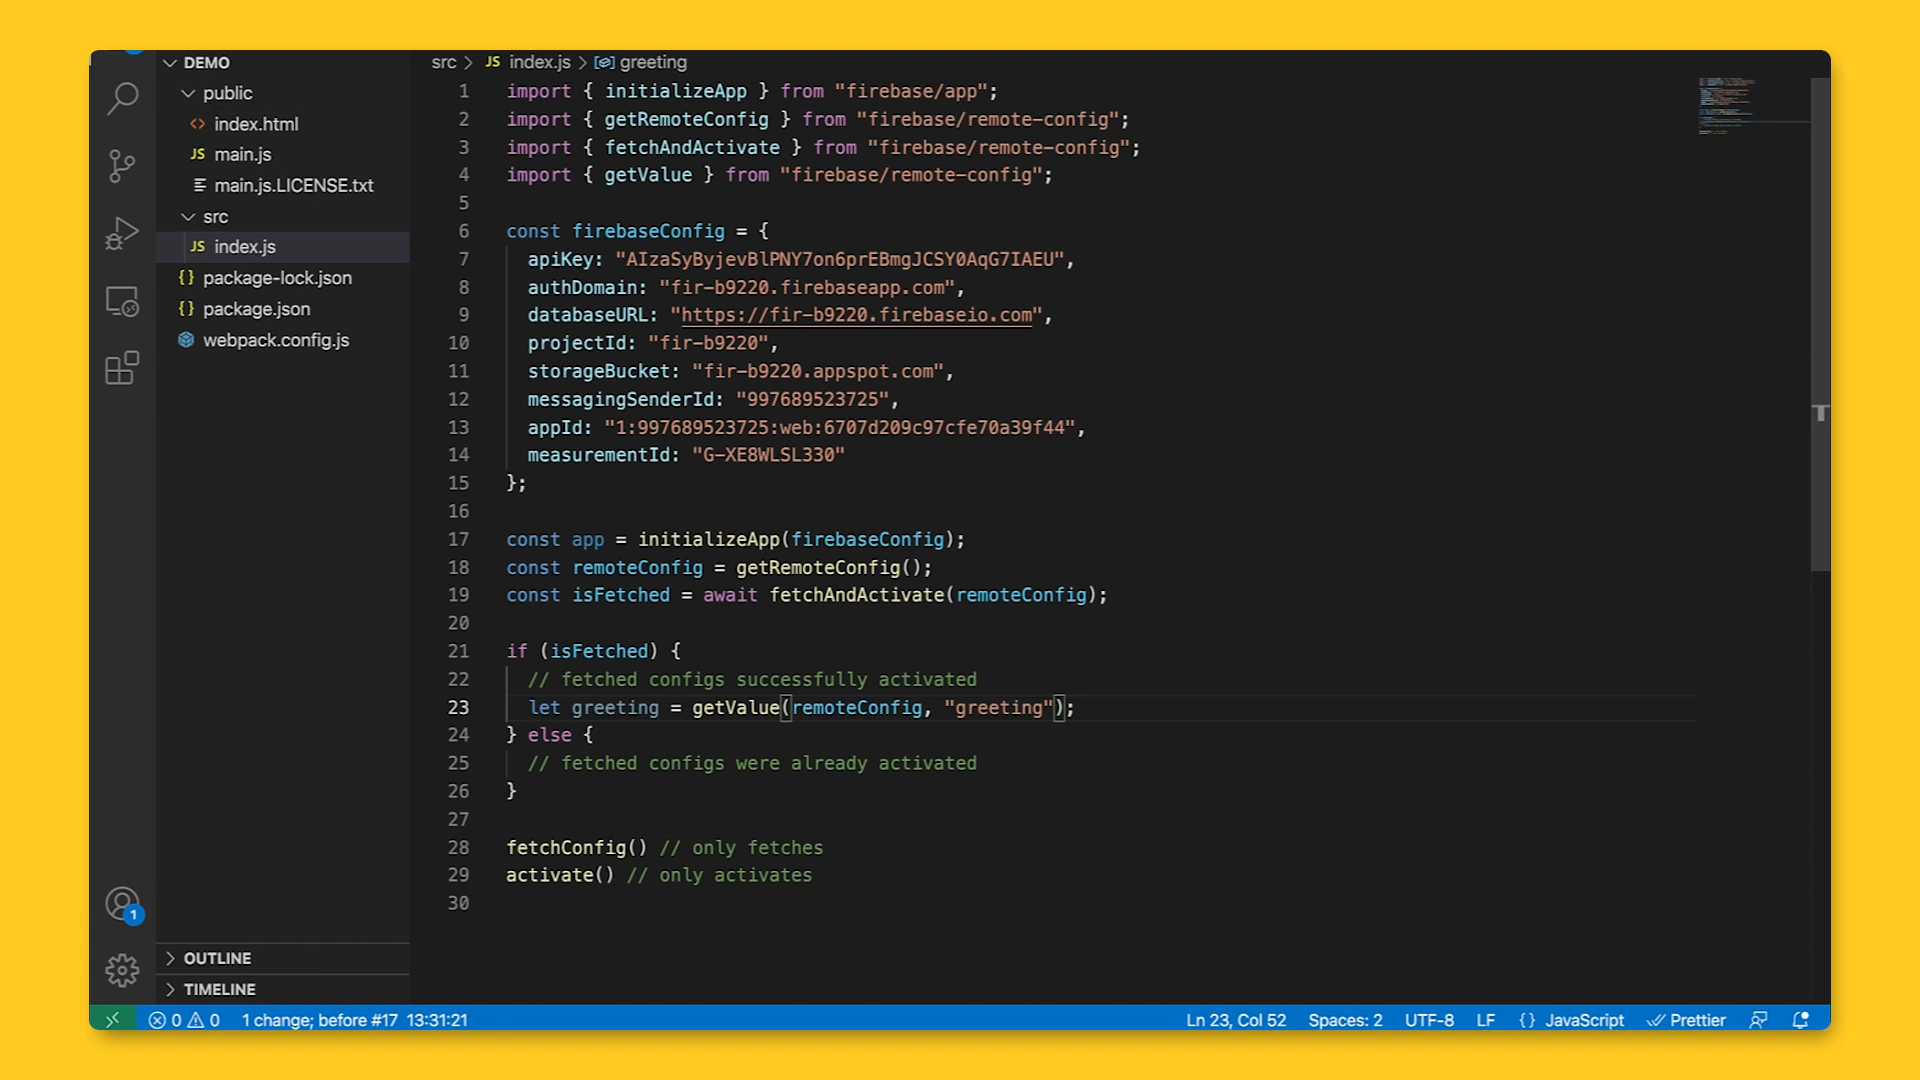 DEMO
public
<> index.html
JS main.js
main.js.LICENSE.txt
src
JS index.js
{} package-lock.json
{} package.json
webpack.config.js
1
OUTLINE
TIMELINE
src > JS index.js > greeting
1 import { initializeApp } from "firebase/app";
2 import { getRemoteConfig } from "firebase/remote-config";
3 import { fetchAndActivate } from "firebase/remote-config";
4 import { getValue } from "firebase/remote-config";
5
6 const firebaseConfig = {
7 apiKey: "AIzaSyByjevBlPNY7on6prEBmgJCSY0AqG7IAEU",
8 authDomain: "fir-b9220.firebaseapp.com",
9 databaseURL: "https://fir-b9220.firebaseio.com",
10 projectId: "fir-b9220",
11 storageBucket: "fir-b9220.appspot.com",
12 messagingSenderId: "997689523725",
13 appId: "1:997689523725:web:6707d209c97cfe70a39f44",
14 measurementId: "G-XE8WLSL330"
15 };
16
17 const app = initializeApp(firebaseConfig);
18 const remoteConfig = getRemoteConfig();
19 const isFetched = await fetchAndActivate(remoteConfig);
20
21 if (isFetched) {
22 // fetched configs successfully activated
23 let greeting = getValue(remoteConfig, "greeting");
24 } else {
25 // fetched configs were already activated
26 }
27
28 fetchConfig() // only fetches
29 activate() // only activates
30
0 0 1 change; before #17 13:31:21 Ln 23, Col 52 Spaces: 2 UTF-8 LF {} JavaScript Prettier